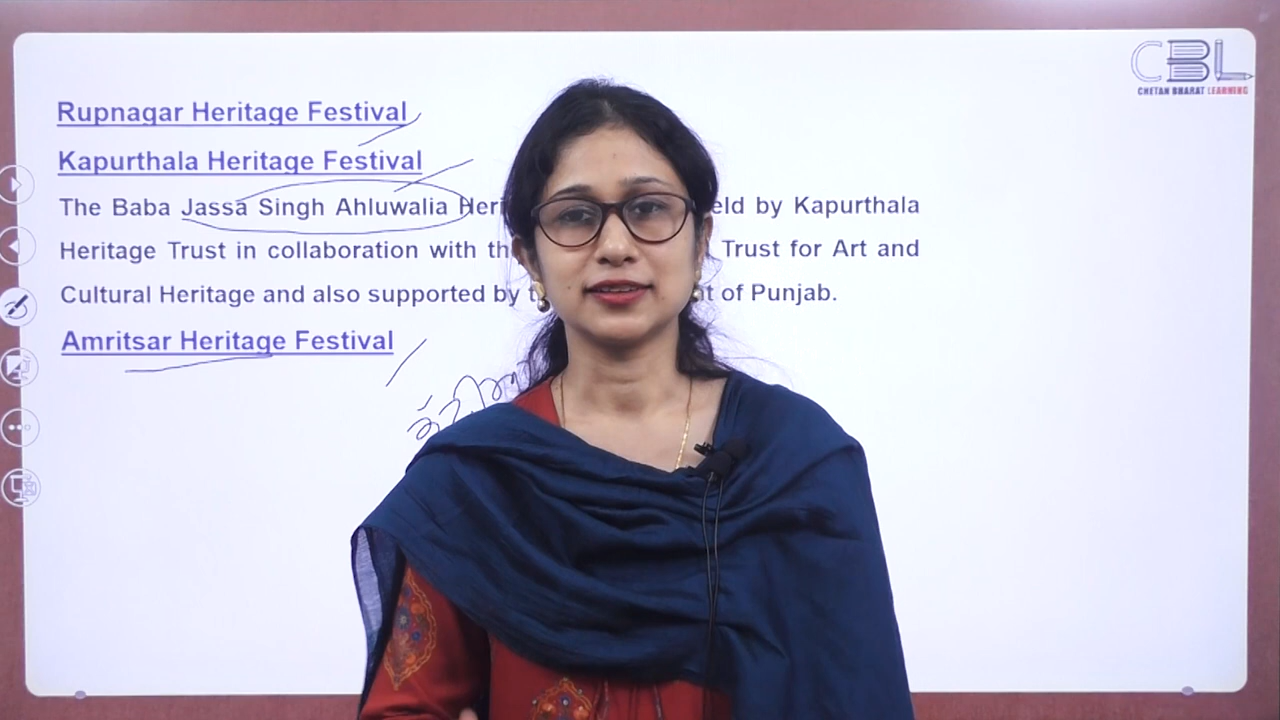 CBL
CHETAN BHARAT LEARNING
Rupnagar Heritage Festival
Kapurthala Heritage Festival
The Baba Jassa Singh Ahluwalia Heri eld by Kapurthala
Heritage Trust in collaboration with th Trust for Art and
Cultural Heritage and also supported by t of Punjab.
Amritsar Heritage Festival